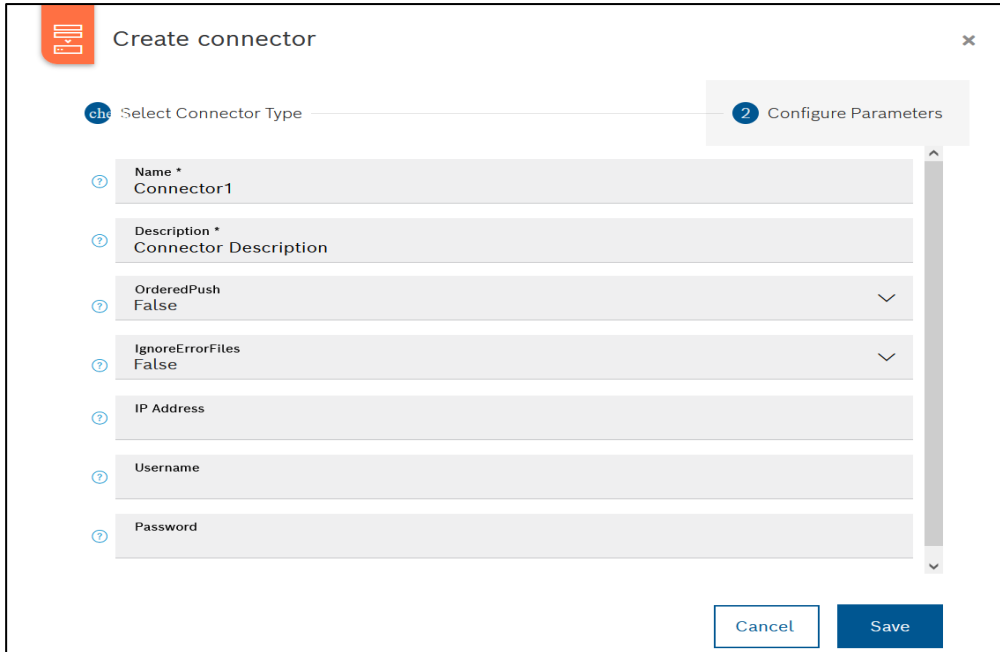 Create connector
×
che Select Connector Type
2 Configure Parameters
? Name *
Connector1
? Description *
Connector Description
? OrderedPush
False
? IgnoreErrorFiles
False
? IP Address
? Username
? Password
Cancel Save